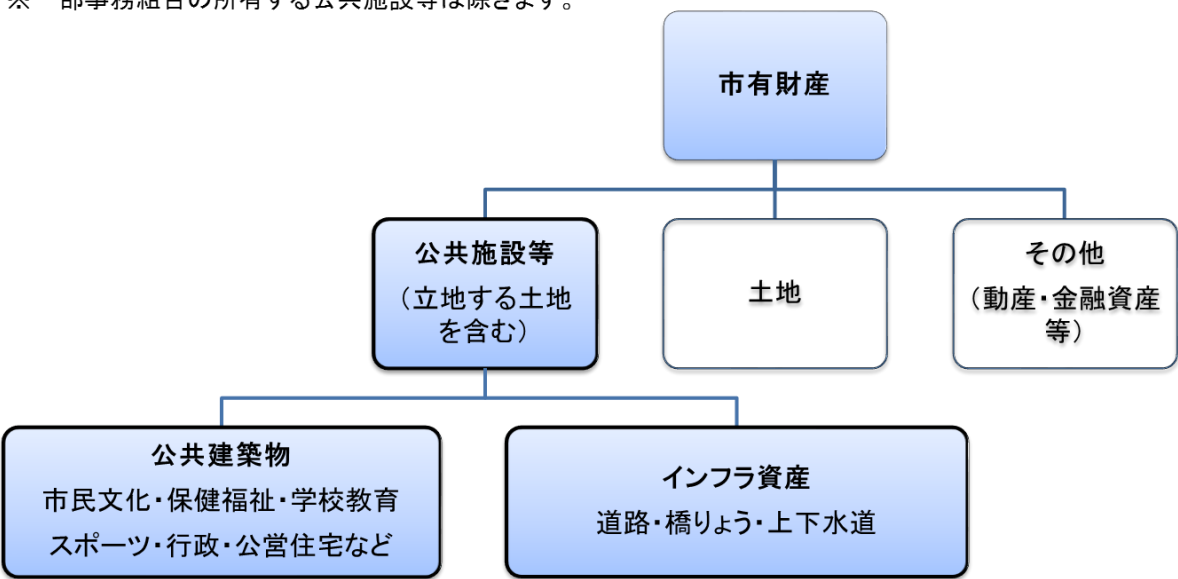 ※ 一部事務組合の所有する公共施設等は除きます。
市有財産
公共施設等
（立地する土地
を含む）
土地
その他
（動産・金融資産
等）
公共建築物
市民文化・保健福祉・学校教育
スポーツ・行政・公営住宅など
インフラ資産
道路・橋りょう・上下水道